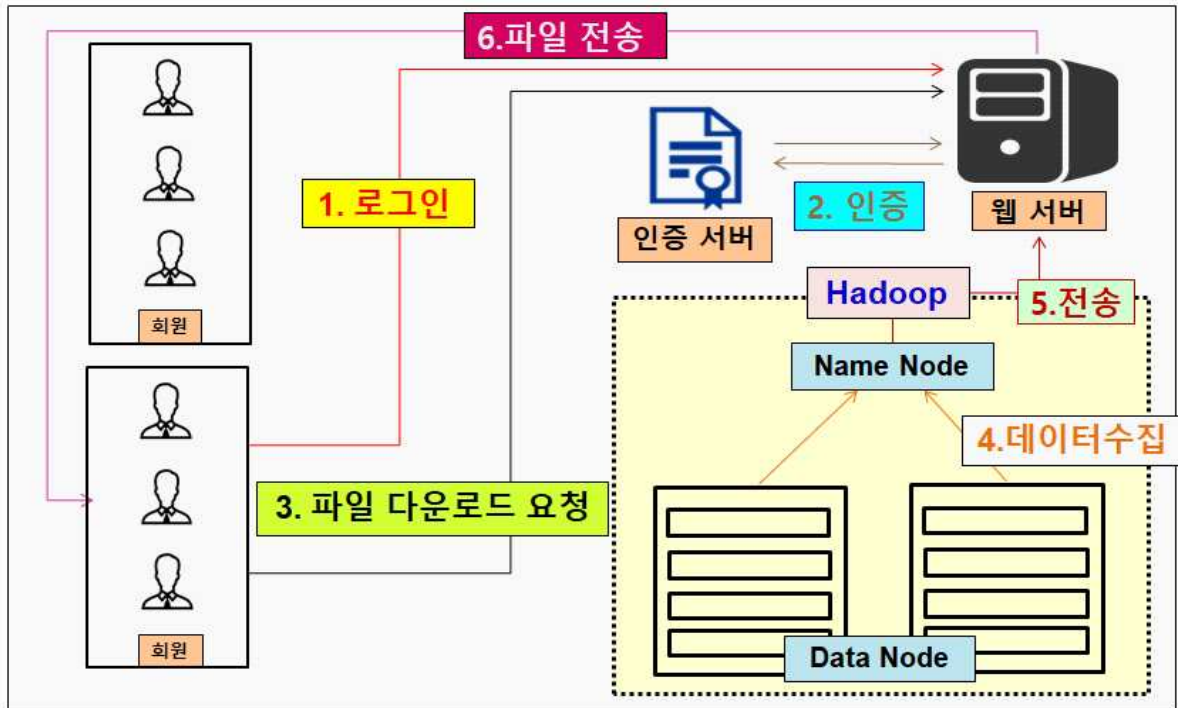 6.파일 전송
1. 로그인
2. 인증
인증 서버
웹 서버
회원
Hadoop
5.전송
Name Node
4.데이터수집
3. 파일 다운로드 요청
회원
Data Node